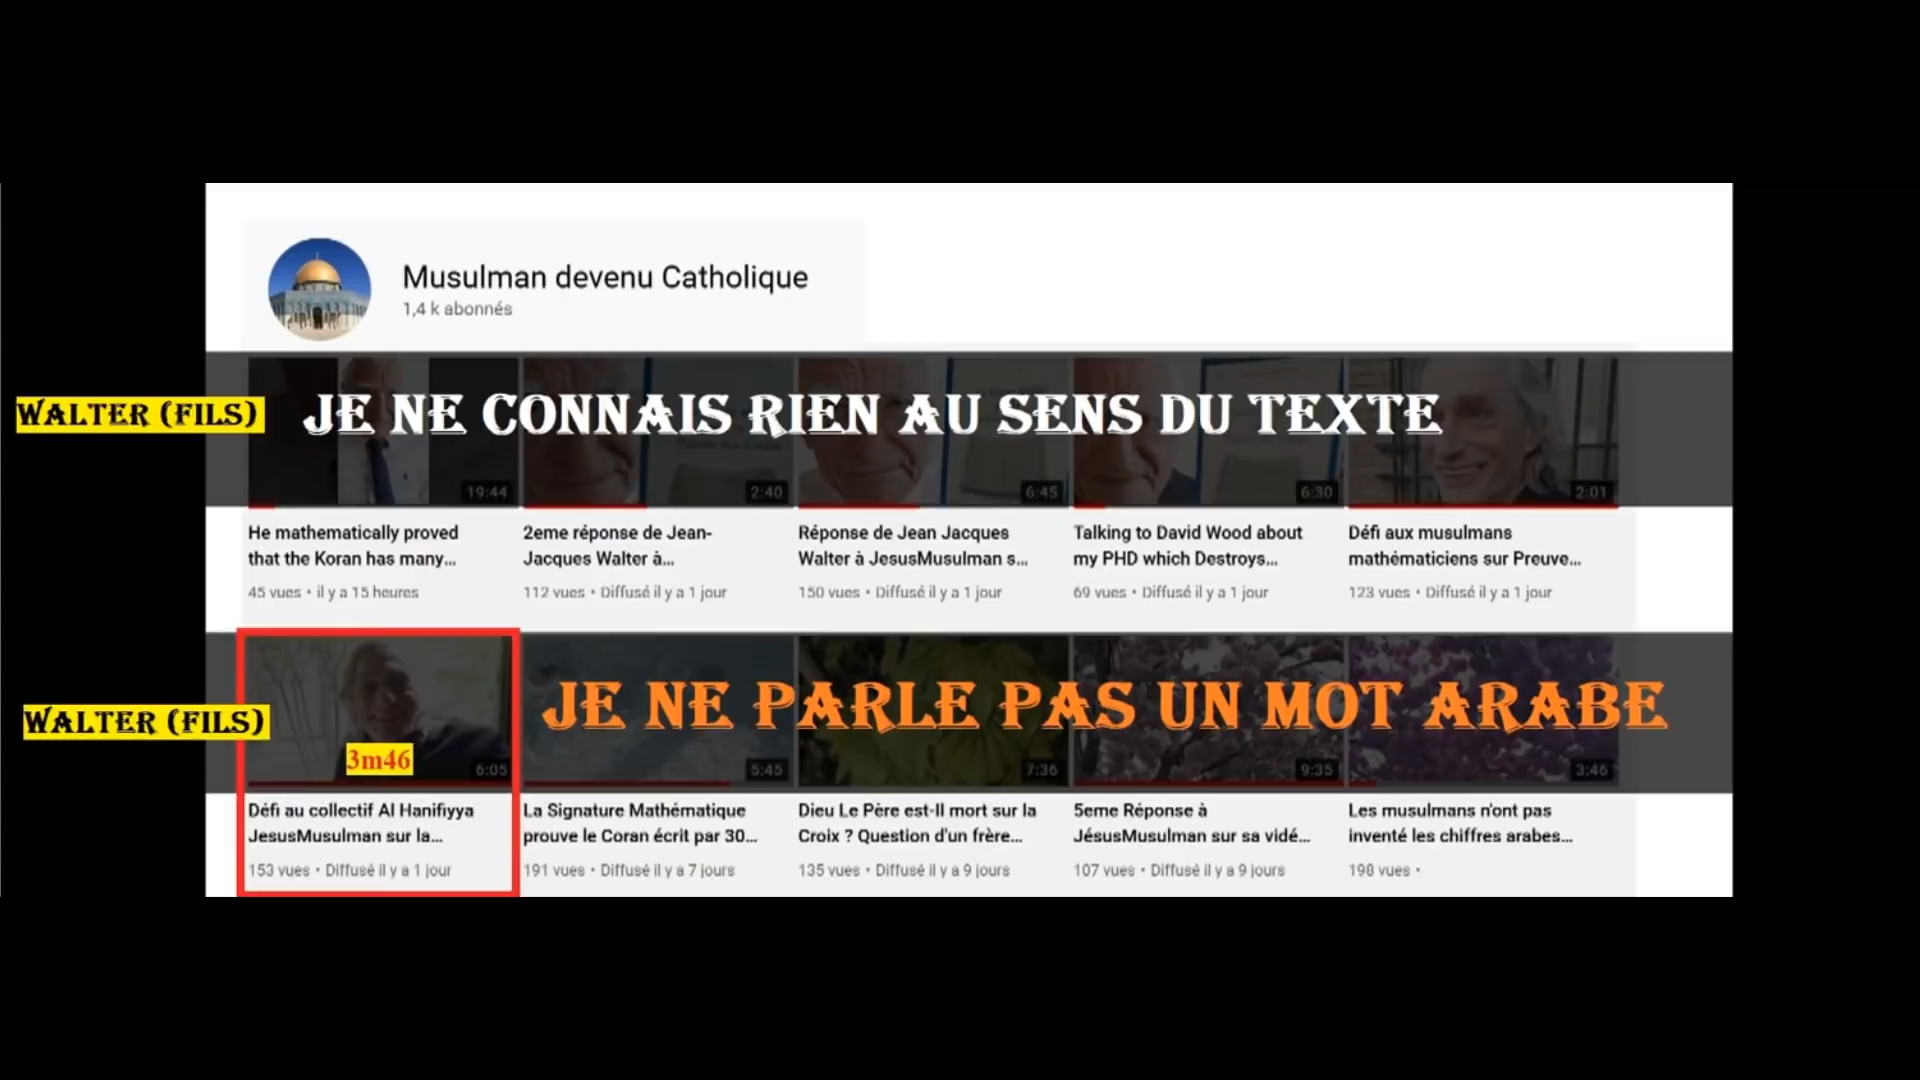 Musulman devenu Catholique
1,4 k abonnés
WALTER (FILS)
JE NE CONNAIS RIEN AU SENS DU TEXTE
19:44
2:40
6:45
6:30
2:01
He mathematically proved
that the Koran has many...
45 vues • il y a 15 heures
2eme réponse de Jean-
Jacques Walter à...
112 vues • Diffusé il y a 1 jour
Réponse de Jean Jacques
Walter à JesusMusulman s...
150 vues • Diffusé il y a 1 jour
Talking to David Wood about
my PHD which Destroys...
69 vues • Diffusé il y a 1 jour
Défi aux musulmans
mathématiciens sur Preuve...
123 vues • Diffusé il y a 1 jour
WALTER (FILS)
JE NE PARLE PAS UN MOT ARABE
3m46
6:05
5:45
7:36
9:35
3:46
Défi au collectif Al Hanifiyya
JesusMusulman sur la...
153 vues • Diffusé il y a 1 jour
La Signature Mathématique
prouve le Coran écrit par 30...
191 vues • Diffusé il y a 7 jours
Dieu Le Père est-Il mort sur la
Croix ? Question d'un frère...
135 vues • Diffusé il y a 9 jours
5eme Réponse à
JésusMusulman sur sa vidé...
107 vues • Diffusé il y a 9 jours
Les musulmans n'ont pas
inventé les chiffres arabes...
198 vues •